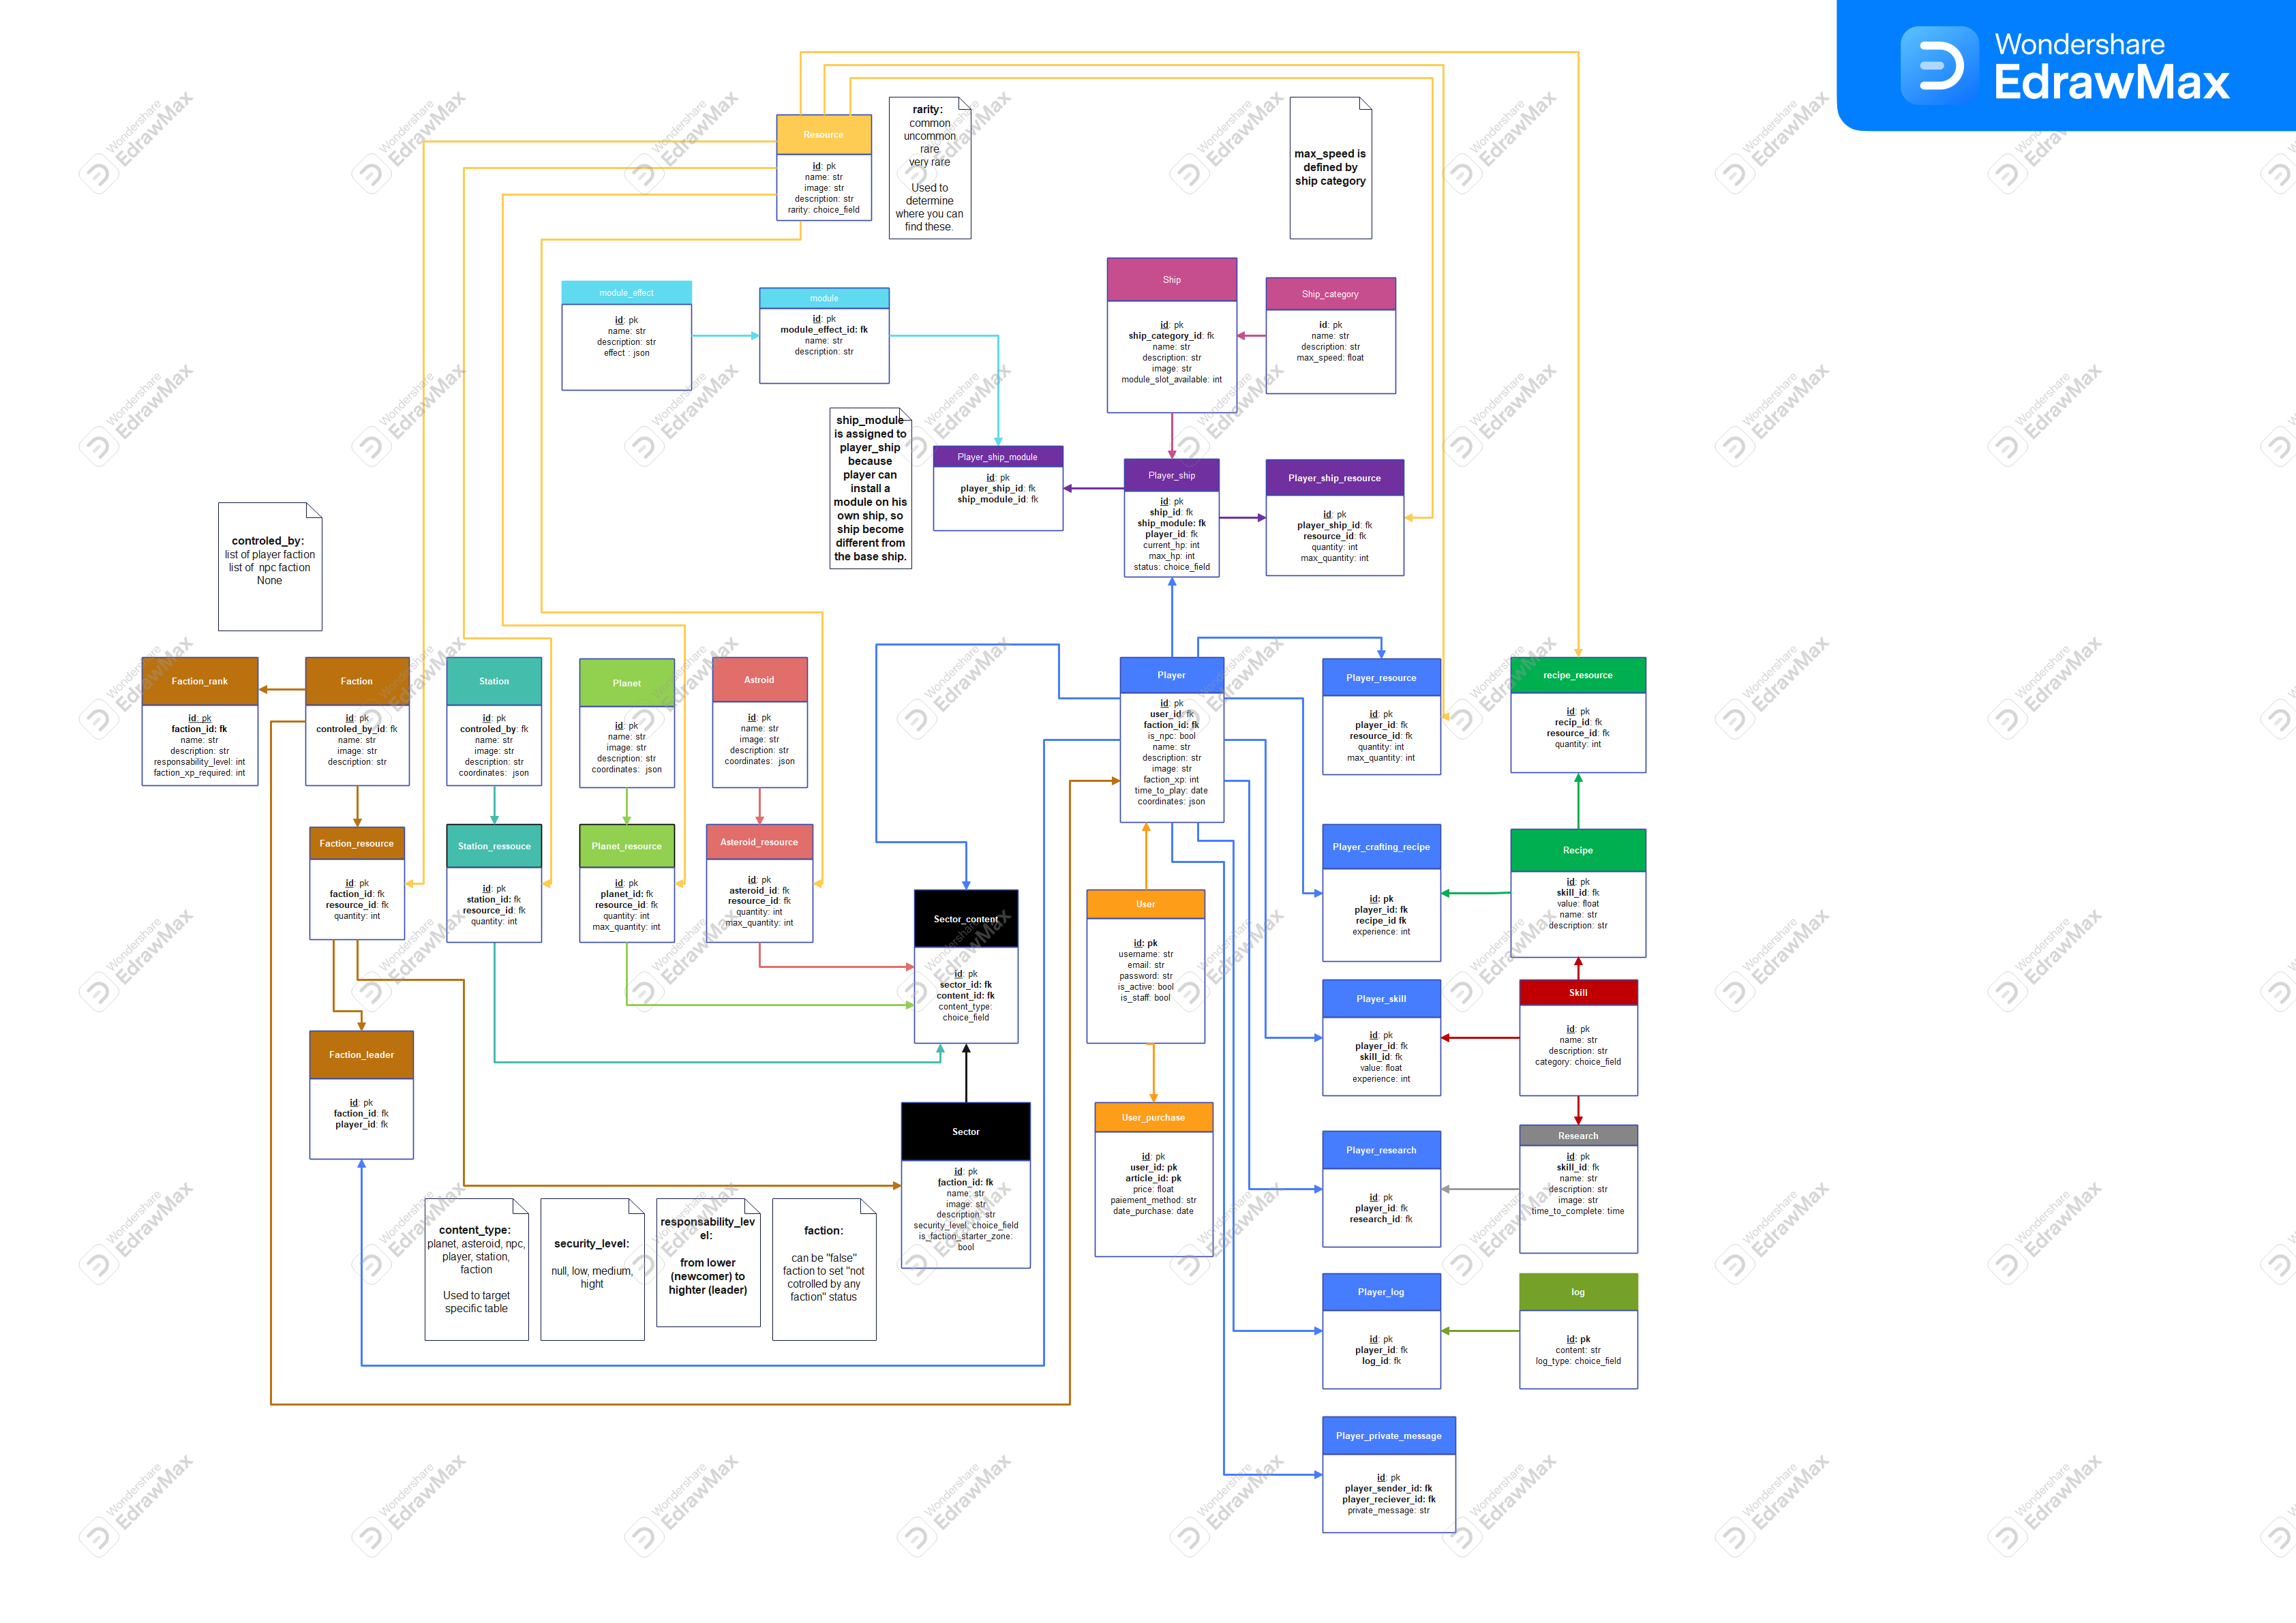 Wondershare
EdrawMax
Resource
id: pk
name: str
image: str
description: str
rarity: choice_field
rarity:
common
uncommon
rare
very rare
Used to
determine
where you can
find these.
max_speed is
defined by
ship category
module_effect
id: pk
name: str
description: str
effect : json
module
id: pk
module_effect_id: fk
name: str
description: str
Ship
id: pk
ship_category_id: fk
name: str
description: str
image: str
module_slot_available: int
Ship_category
id: pk
name: str
description: str
max_speed: float
ship_module
is assigned to
player_ship
because
player can
install a
module on his
own ship, so
ship become
different from
the base ship.
Player_ship_module
id: pk
player_ship_id: fk
ship_module_id: fk
Player_ship
id: pk
ship_id: fk
ship_module: fk
player_id: fk
current_hp: int
max_hp: int
status: choice_field
Player_ship_resource
id: pk
player_ship_id: fk
resource_id: fk
quantity: int
max_quantity: int
controled_by:
list of player faction
list of npc faction
None
Faction_rank
id: pk
faction_id: fk
name: str
description: str
responsability_level: int
faction_xp_required: int
Faction
id: pk
controled_by_id: fk
name: str
image: str
description: str
Station
id: pk
controled_by: fk
name: str
image: str
description: str
coordinates: json
Planet
id: pk
name: str
image: str
description: str
coordinates: json
Astroid
id: pk
name: str
image: str
description: str
coordinates: json
Player
id: pk
user_id: fk
faction_id: fk
is_npc: bool
name: str
description: str
image: str
faction_xp: int
time_to_play: date
coordinates: json
Player_resource
id: pk
player_id: fk
resource_id: fk
quantity: int
max_quantity: int
recipe_resource
id: pk
recip_id: fk
resource_id: fk
quantity: int
Faction_resource
id: pk
faction_id: fk
resource_id: fk
quantity: int
Station_ressouce
id: pk
station_id: fk
resource_id: fk
quantity: int
Planet_resource
id: pk
planet_id: fk
resource_id: fk
quantity: int
max_quantity: int
Asteroid_resource
id: pk
asteroid_id: fk
resource_id: fk
quantity: int
max_quantity: int
Sector_content
id: pk
sector_id: fk
content_id: fk
content_type:
choice_field
User
id: pk
username: str
email: str
password: str
is_active: bool
is_staff: bool
Player_crafting_recipe
id: pk
player_id: fk
recipe_id fk
experience: int
Recipe
id: pk
skill_id: fk
value: float
name: str
description: str
Player_skill
id: pk
player_id: fk
skill_id: fk
value: float
experience: int
Skill
id: pk
name: str
description: str
category: choice_field
Faction_leader
id: pk
faction_id: fk
player_id: fk
Sector
id: pk
faction_id: fk
name: str
image: str
description: str
security_level: choice_field
is_faction_starter_zone:
bool
User_purchase
id: pk
user_id: pk
article_id: pk
price: float
paiement_method: str
date_purchase: date
Player_research
id: pk
player_id: fk
research_id: fk
Research
id: pk
skill_id: fk
name: str
description: str
image: str
time_to_complete: time
content_type:
planet, asteroid, npc,
player, station,
faction
Used to target
specific table
security_level:
null, low, medium,
hight
responsability_lev
el:
from lower
(newcomer) to
highter (leader)
faction:
can be "false"
faction to set "not
cotrolled by any
faction" status
Player_log
id: pk
player_id: fk
log_id: fk
log
id: pk
content: str
log_type: choice_field
Player_private_message
id: pk
player_sender_id: fk
player_reciever_id: fk
private_message: str